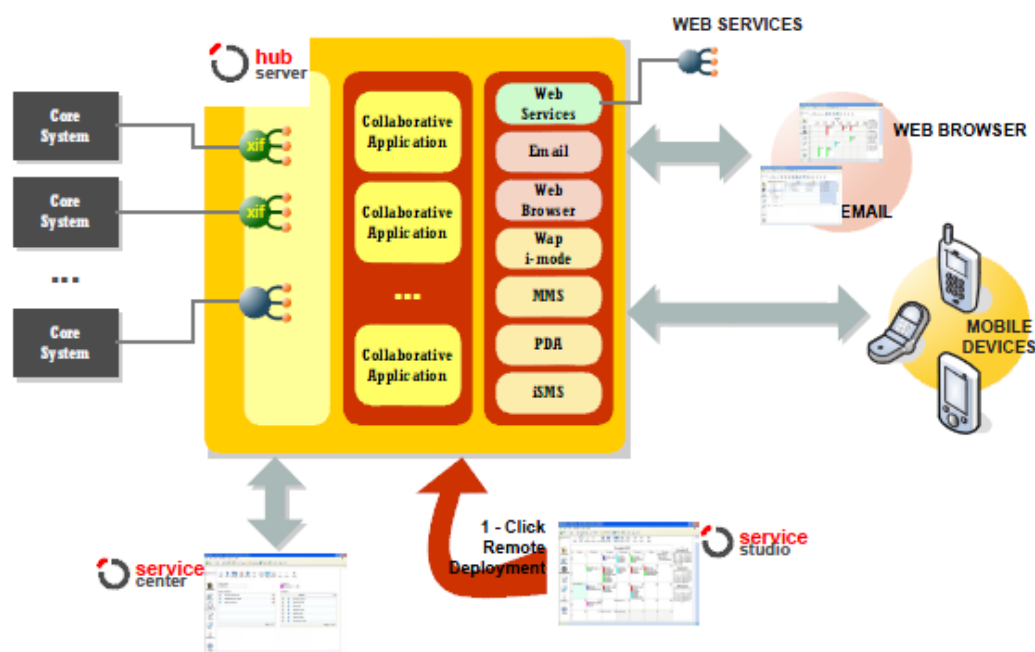 WEB SERVICES
hub
server
Core
System
Core
System
...
Core
System
xif
xif
Collaborative
Application
Collaborative
Application
...
Collaborative
Application
Web
Services
Email
Web
Browser
Wap
i-mode
MMS
PDA
iSMS
WEB BROWSER
EMAIL
MOBILE
DEVICES
service
center
1 - Click
Remote
Deployment
service
studio